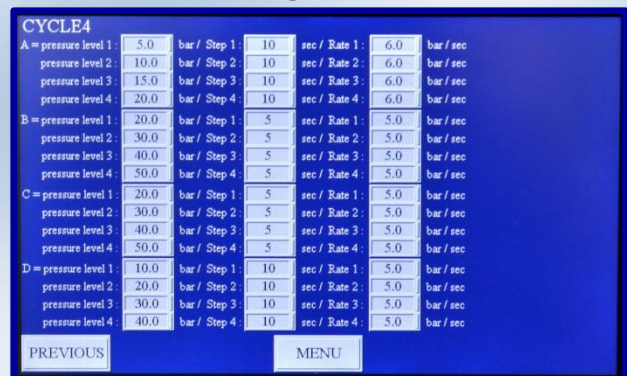 CYCLE4
A = pressure level 1 : 5.0 bar / Step 1 : 10 sec / Rate 1 : 6.0 bar / sec
pressure level 2 : 10.0 bar / Step 2 : 10 sec / Rate 2 : 6.0 bar / sec
pressure level 3 : 15.0 bar / Step 3 : 10 sec / Rate 3 : 6.0 bar / sec
pressure level 4 : 20.0 bar / Step 4 : 10 sec / Rate 4 : 6.0 bar / sec
B = pressure level 1 : 20.0 bar / Step 1 : 5 sec / Rate 1 : 5.0 bar / sec
pressure level 2 : 30.0 bar / Step 2 : 5 sec / Rate 2 : 5.0 bar / sec
pressure level 3 : 40.0 bar / Step 3 : 5 sec / Rate 3 : 5.0 bar / sec
pressure level 4 : 50.0 bar / Step 4 : 5 sec / Rate 4 : 5.0 bar / sec
C = pressure level 1 : 20.0 bar / Step 1 : 5 sec / Rate 1 : 5.0 bar / sec
pressure level 2 : 30.0 bar / Step 2 : 5 sec / Rate 2 : 5.0 bar / sec
pressure level 3 : 40.0 bar / Step 3 : 5 sec / Rate 3 : 5.0 bar / sec
pressure level 4 : 50.0 bar / Step 4 : 5 sec / Rate 4 : 5.0 bar / sec
D = pressure level 1 : 10.0 bar / Step 1 : 10 sec / Rate 1 : 5.0 bar / sec
pressure level 2 : 20.0 bar / Step 2 : 10 sec / Rate 2 : 5.0 bar / sec
pressure level 3 : 30.0 bar / Step 3 : 10 sec / Rate 3 : 5.0 bar / sec
pressure level 4 : 40.0 bar / Step 4 : 10 sec / Rate 4 : 5.0 bar / sec
PREVIOUS MENU